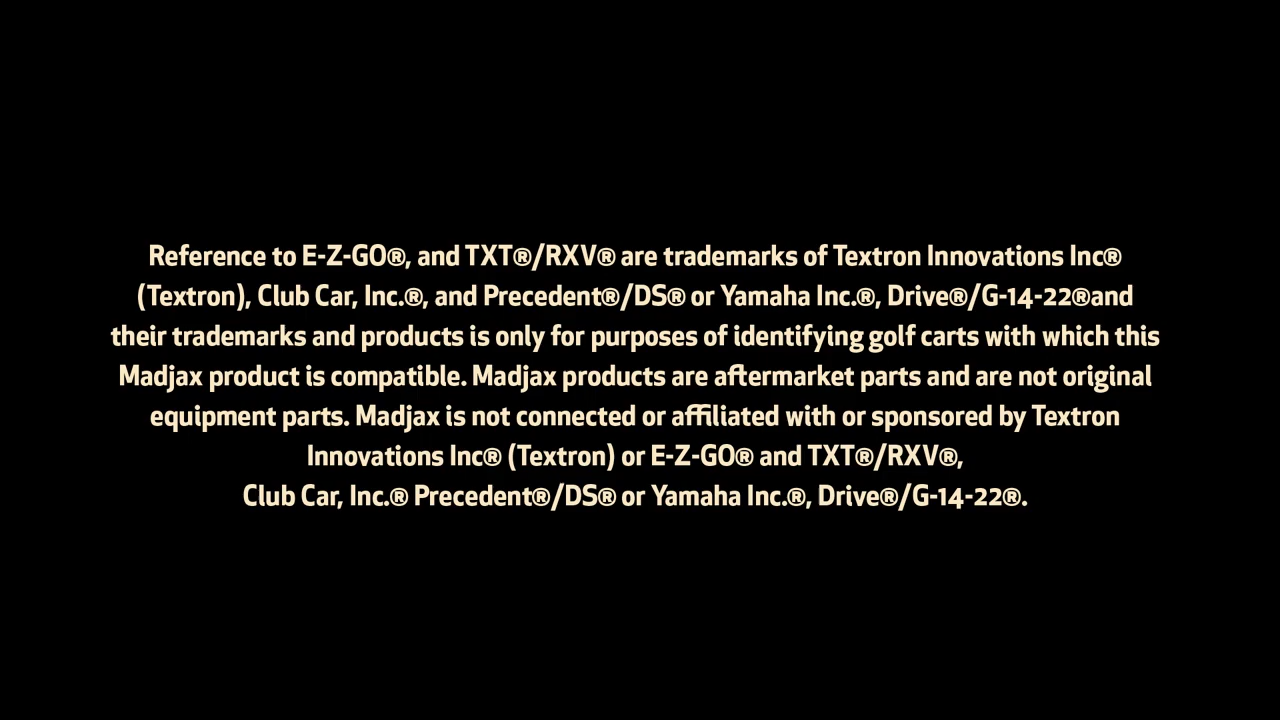 Reference to E-Z-GO®, and TXT®/RXV® are trademarks of Textron Innovations Inc®
(Textron), Club Car, Inc.®, and Precedent®/DS® or Yamaha Inc.®, Drive®/G-14-22®and
their trademarks and products is only for purposes of identifying golf carts with which this
Madjax product is compatible. Madjax products are aftermarket parts and are not original
equipment parts. Madjax is not connected or affiliated with or sponsored by Textron
Innovations Inc® (Textron) or E-Z-GO® and TXT®/RXV®,
Club Car, Inc.® Precedent®/DS® or Yamaha Inc.®, Drive®/G-14-22®.